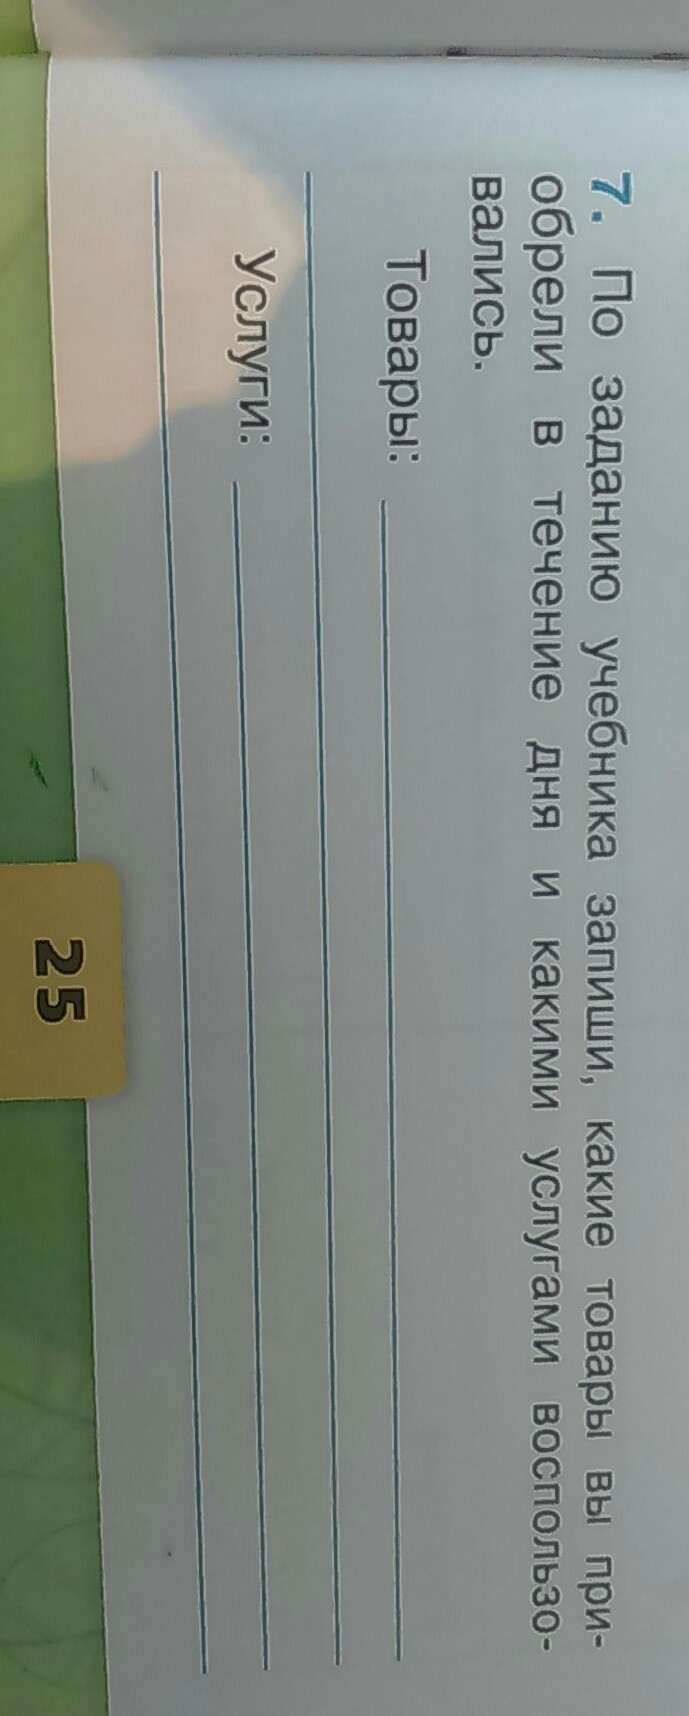 7. По заданию учебника запиши, какие товары вы при-
обрели в течение дня и какими услугами воспользо-
вались.
Товары:
Услуги:
25